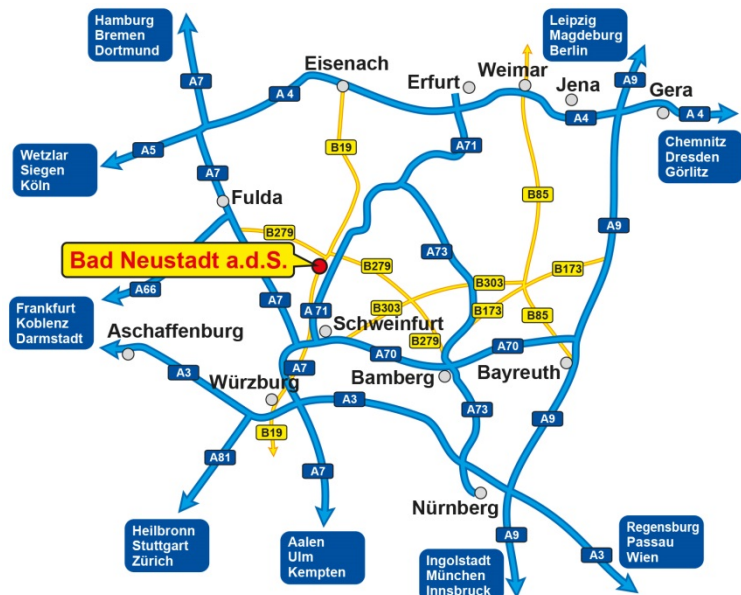 Hamburg
Bremen
Dortmund
Leipzig
Magdeburg
Berlin
Eisenach
Erfurt
Weimar
Jena
Gera
A7
A 4
A9
A4
A 4
A5
A7
B19
A71
Wetzlar
Siegen
Köln
Chemnitz
Dresden
Görlitz
Fulda
B85
B279
A9
Bad Neustadt a.d.S.
B279
A73
B303
B173
A66
A7
A 71
B303
B173
B85
Frankfurt
Koblenz
Darmstadt
Schweinfurt
B279
Aschaffenburg
A70
A70
A3
A7
Bamberg
Bayreuth
Würzburg
A3
A73
A9
B19
A81
A7
Nürnberg
Heilbronn
Stuttgart
Zürich
Aalen
Ulm
Kempten
A9
A3
Regensburg
Passau
Wien
Ingolstadt
München
Innsbruck